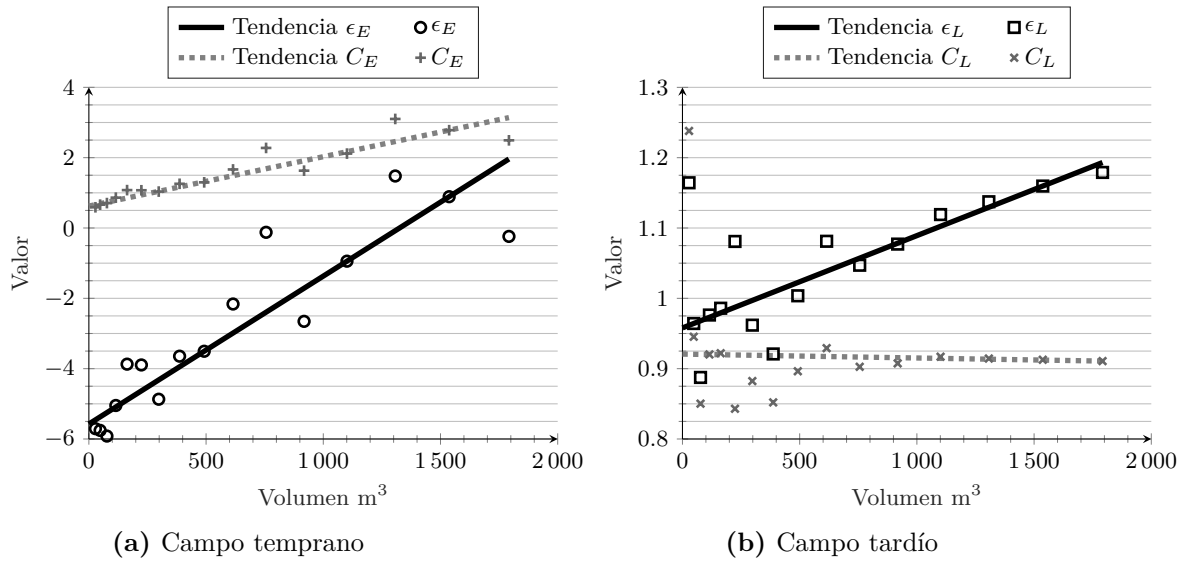 Tendencia ϵ_E ϵ_E
Tendencia C_E C_E
4
2
0
−2
−4
−6
Valor
0 500 1 000 1 500 2 000
Volumen m³
(a) Campo temprano
Tendencia ϵ_L ϵ_L
Tendencia C_L C_L
1.3
1.2
1.1
1
0.9
0.8
Valor
0 500 1 000 1 500 2 000
Volumen m³
(b) Campo tardío